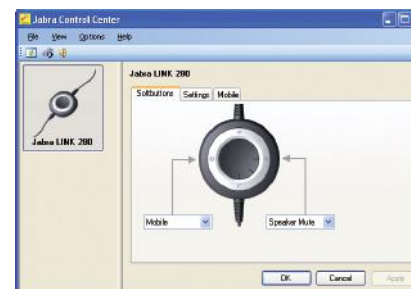 Jabra Control Center
File View Options Help
Jabra LINK 280
Jabra LINK 280
Softbuttons Settings Mobile
Mobile Speaker Mute
OK Cancel Apply